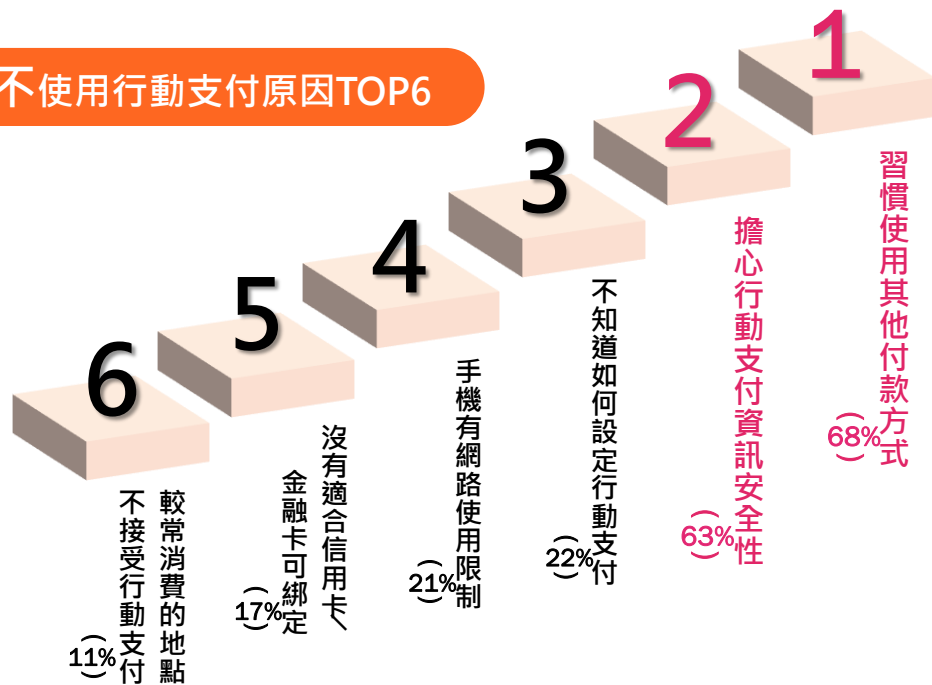 不使用行動支付原因TOP6
1
習慣使用其他付款方式
(68%)
2
擔心行動支付資訊安全性
(63%)
3
不知道如何設定行動支付
(22%)
4
手機有網路使用限制
(21%)
5
沒有適合信用卡、
金融卡可綁定
(17%)
6
較常消費的地點
不接受行動支付
(11%)